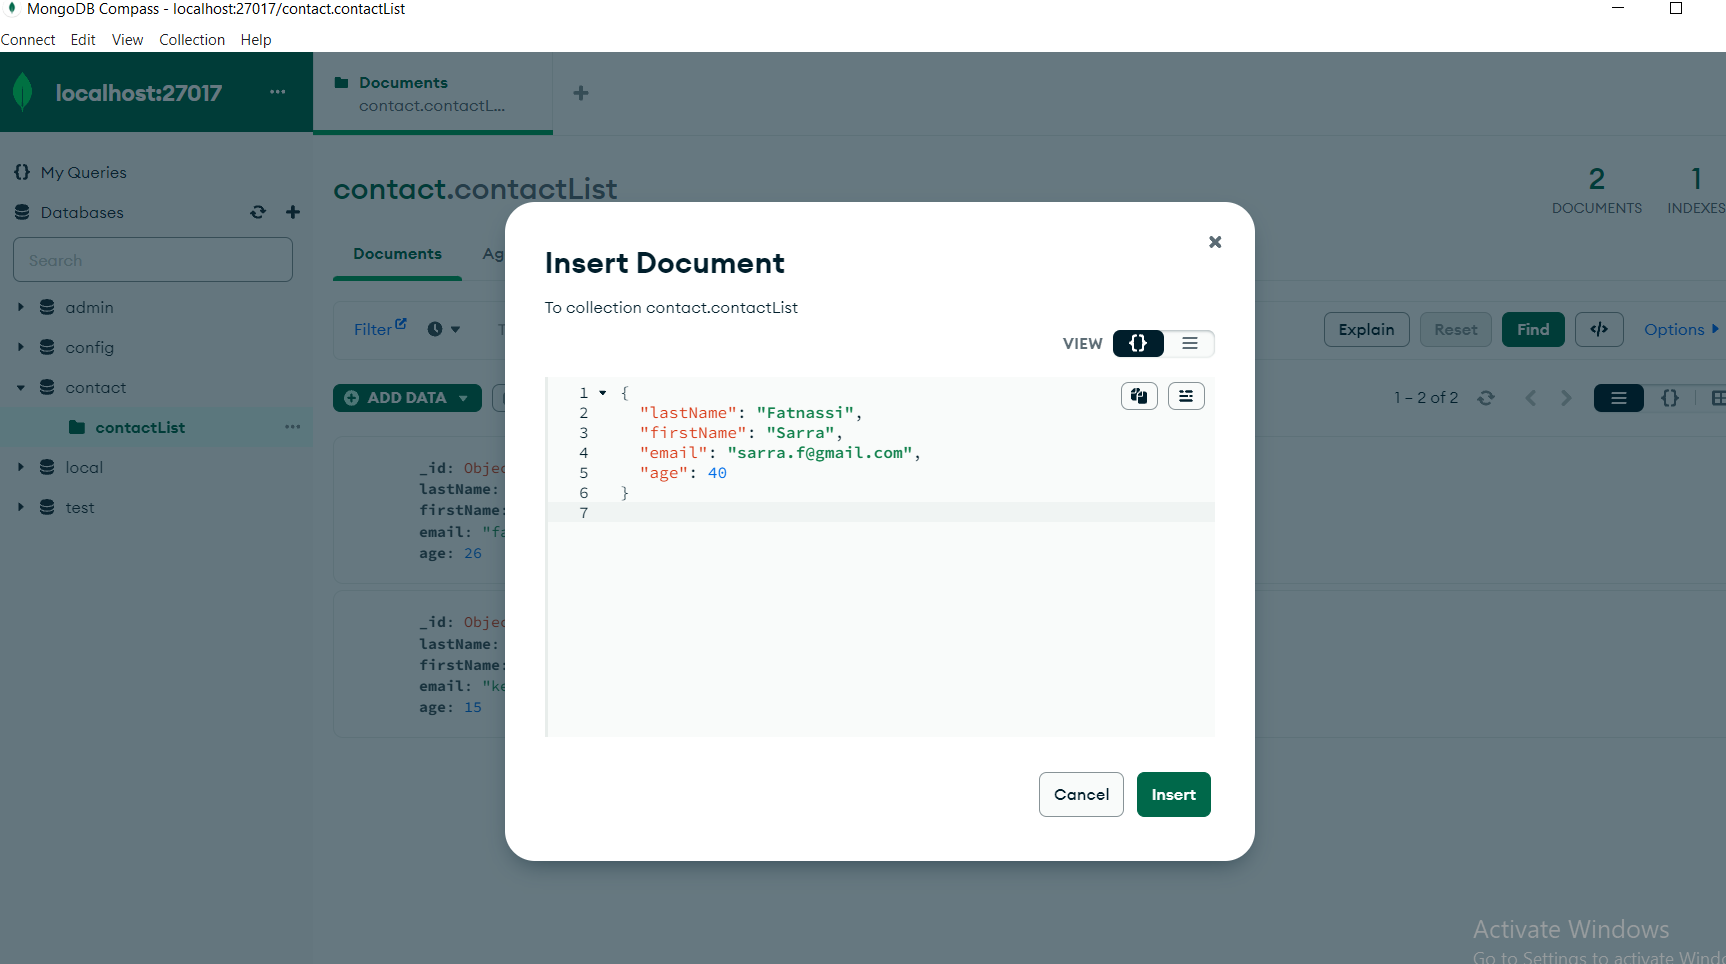 MongoDB Compass - localhost:27017/contact.contactList
Connect Edit View Collection Help
localhost:27017 ...
Documents
contact.contactL...
My Queries
Databases
Search
admin
config
contact
contactList ...
local
test
contact.contactList
2
DOCUMENTS
1
INDEXES
Documents
Ag
Filter
Explain Reset Find </> Options
ADD DATA
1 – 2 of 2 {}
_id: Objec
lastName:
firstName:
email: "fa
age: 26
_id: Objec
lastName:
firstName:
email: "ke
age: 15
Insert Document
To collection contact.contactList
VIEW {}
1 {
2 "lastName": "Fatnassi",
3 "firstName": "Sarra",
4 "email": "sarra.f@gmail.com",
5 "age": 40
6 }
7
Cancel Insert
Activate Windows
Go to Settings to activate Wind